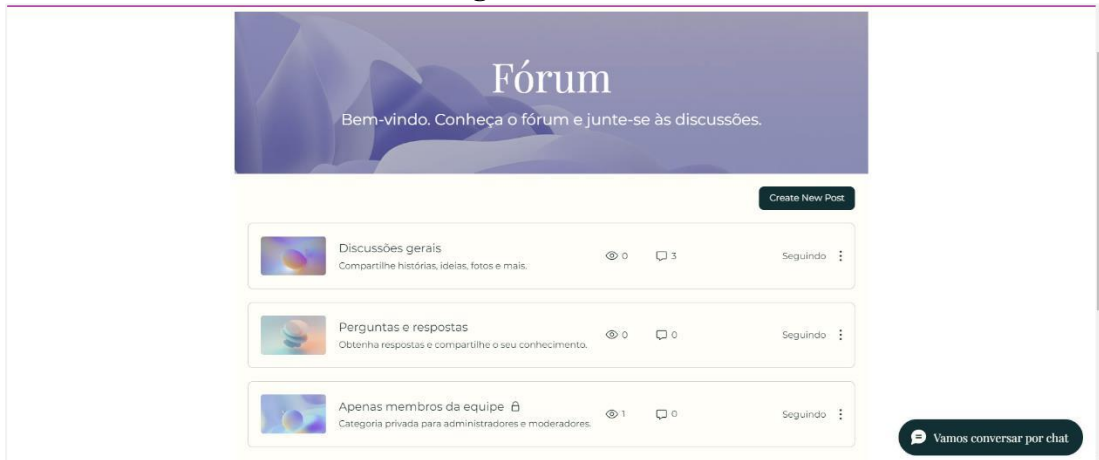 Fórum
Bem-vindo. Conheça o fórum e junte-se às discussões.
Create New Post
Discussões gerais
Compartilhe histórias, ideias, fotos e mais.
0
3
Seguindo
Perguntas e respostas
Obtenha respostas e compartilhe o seu conhecimento.
0
0
Seguindo
Apenas membros da equipe
Categoria privada para administradores e moderadores.
1
0
Seguindo
Vamos conversar por chat